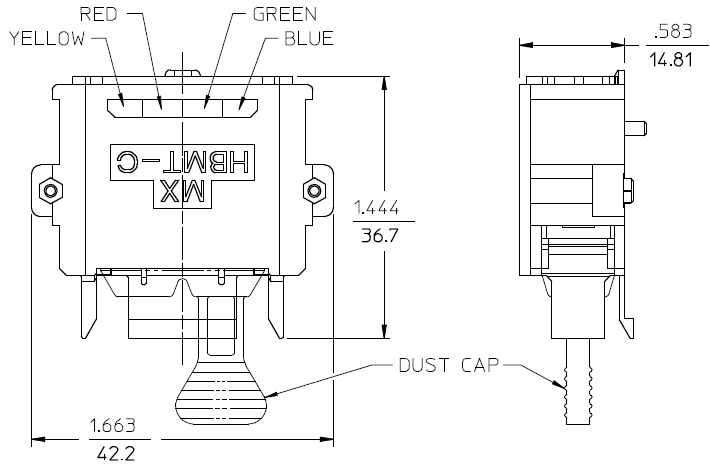 RED
GREEN
YELLOW
BLUE
.583
14.81
HBMT-C
MX
1.444
36.7
DUST CAP
1.663
42.2